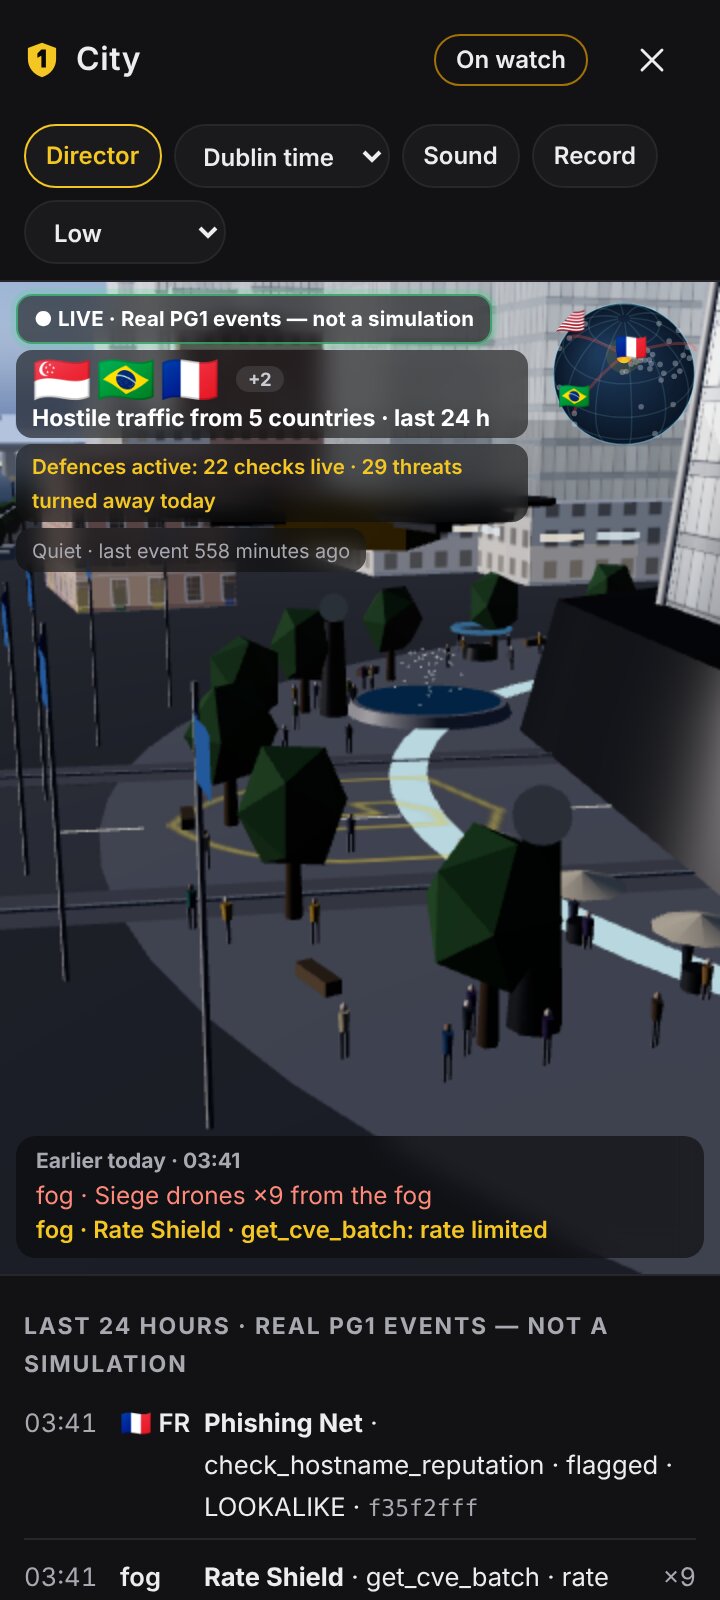 1 City
On watch
Director
Dublin time
Sound
Record
Low
LIVE · Real PG1 events — not a simulation
+2
Hostile traffic from 5 countries · last 24 h
Defences active: 22 checks live · 29 threats
turned away today
Quiet · last event 558 minutes ago
Earlier today · 03:41
fog · Siege drones ×9 from the fog
fog · Rate Shield · get_cve_batch: rate limited
LAST 24 HOURS · REAL PG1 EVENTS — NOT A
SIMULATION
03:41 🇫🇷 FR Phishing Net ·
check_hostname_reputation · flagged ·
LOOKALIKE · f35f2fff
03:41 fog Rate Shield · get_cve_batch · rate ×9